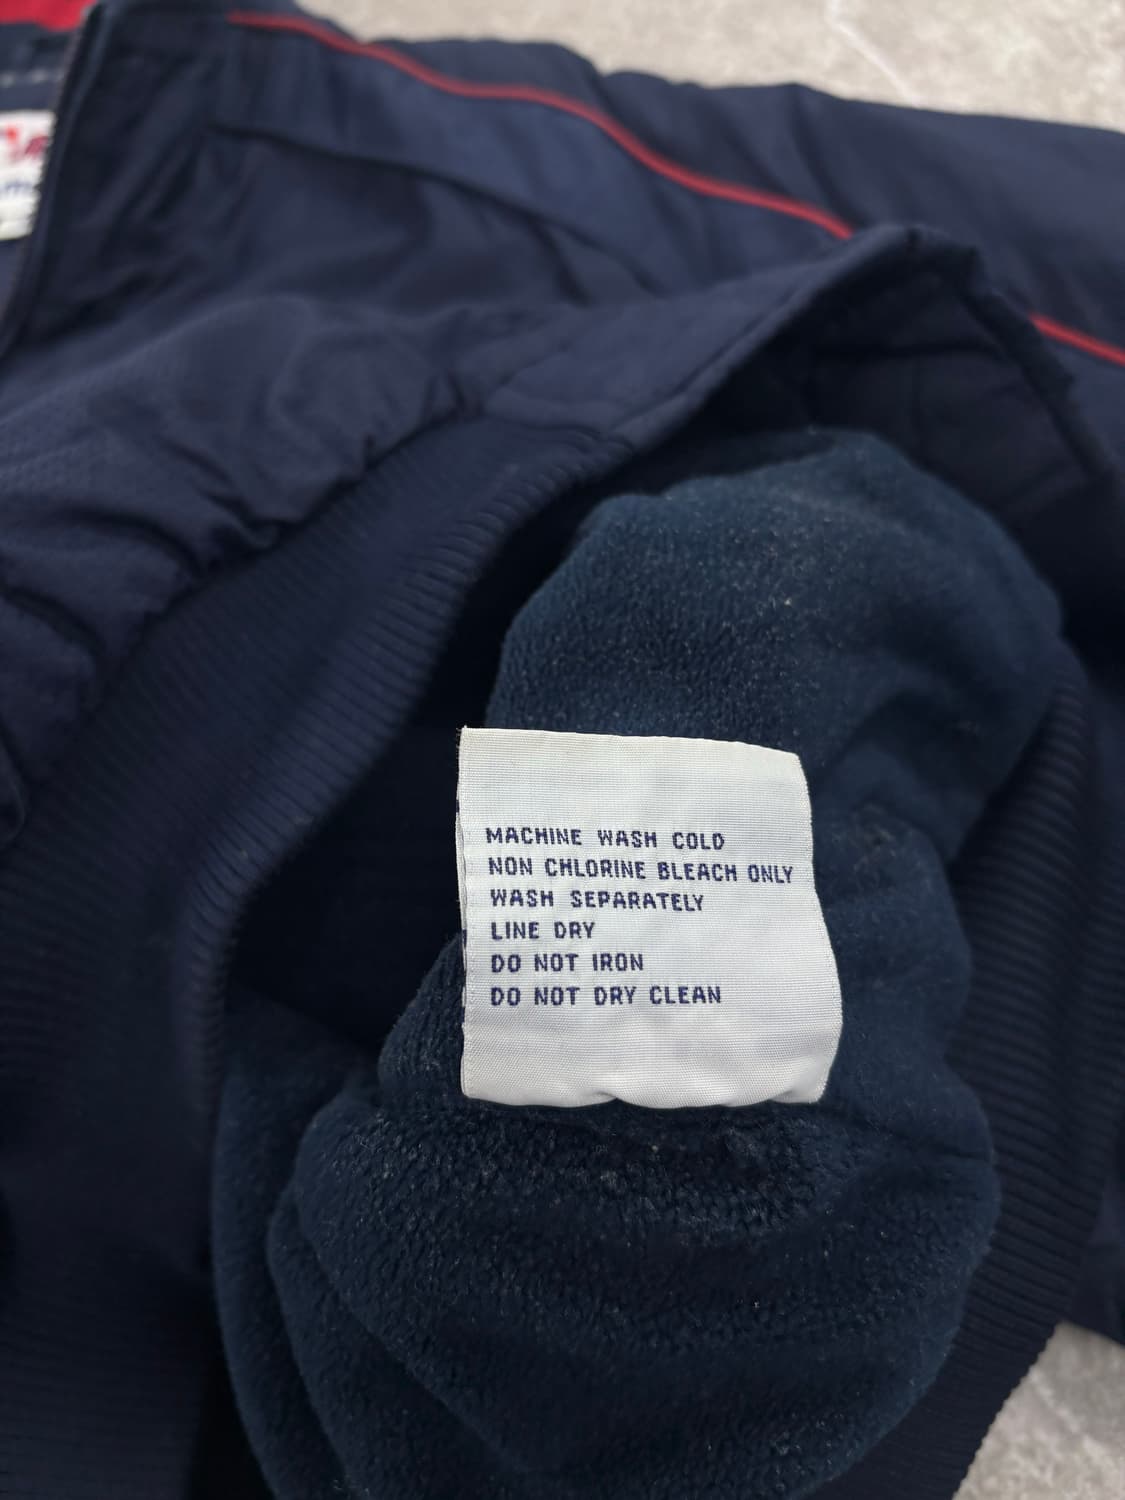 MACHINE WASH COLD
NON CHLORINE BLEACH ONLY
WASH SEPARATELY
LINE DRY
DO NOT IRON
DO NOT DRY CLEAN